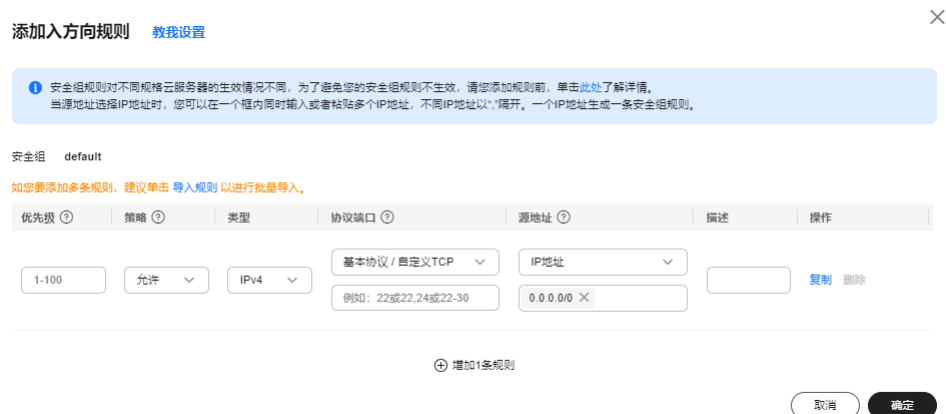 添加入方向规则 教我设置
安全组规则对不同规格云服务器的生效情况不同，为了避免您的安全组规则不生效，请您添加规则前，单击此处了解详情。
当源地址选择IP地址时，您可以在一个框内同时输入或者粘贴多个IP地址，不同IP地址以“,”隔开。一个IP地址生成一条安全组规则。
安全组 default
如您要添加多条规则，建议单击 导入规则 以进行批量导入。
优先级 策略 类型 协议端口 源地址 描述 操作
基本协议 / 自定义TCP IP地址
1-100 允许 IPv4 复制 删除
例如：22或22,24或22-30 0.0.0.0/0
增加1条规则
取消 确定